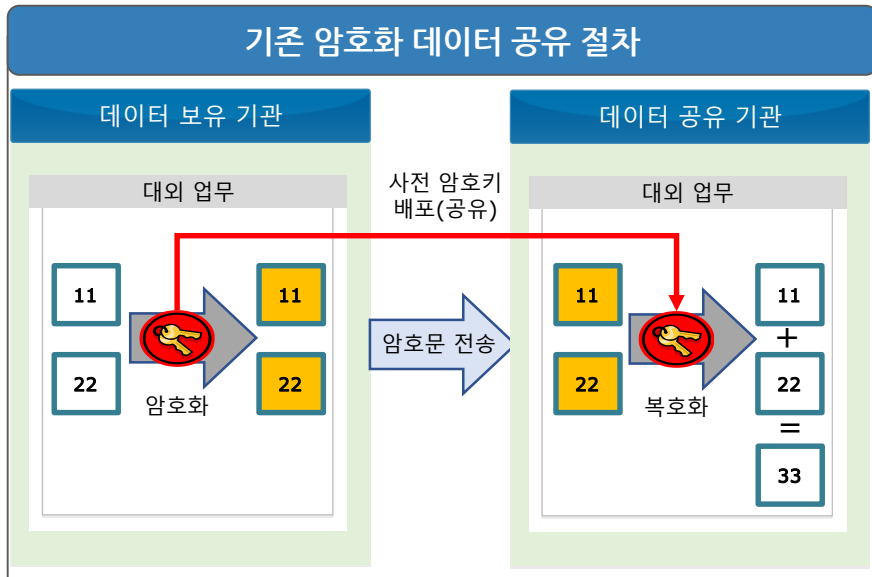 기존 암호화 데이터 공유 절차
데이터 보유 기관
데이터 공유 기관
대외 업무
사전 암호키
배포(공유)
대외 업무
11
11
22
22
암호화
암호문 전송
11
22
복호화
11
+
22
=
33